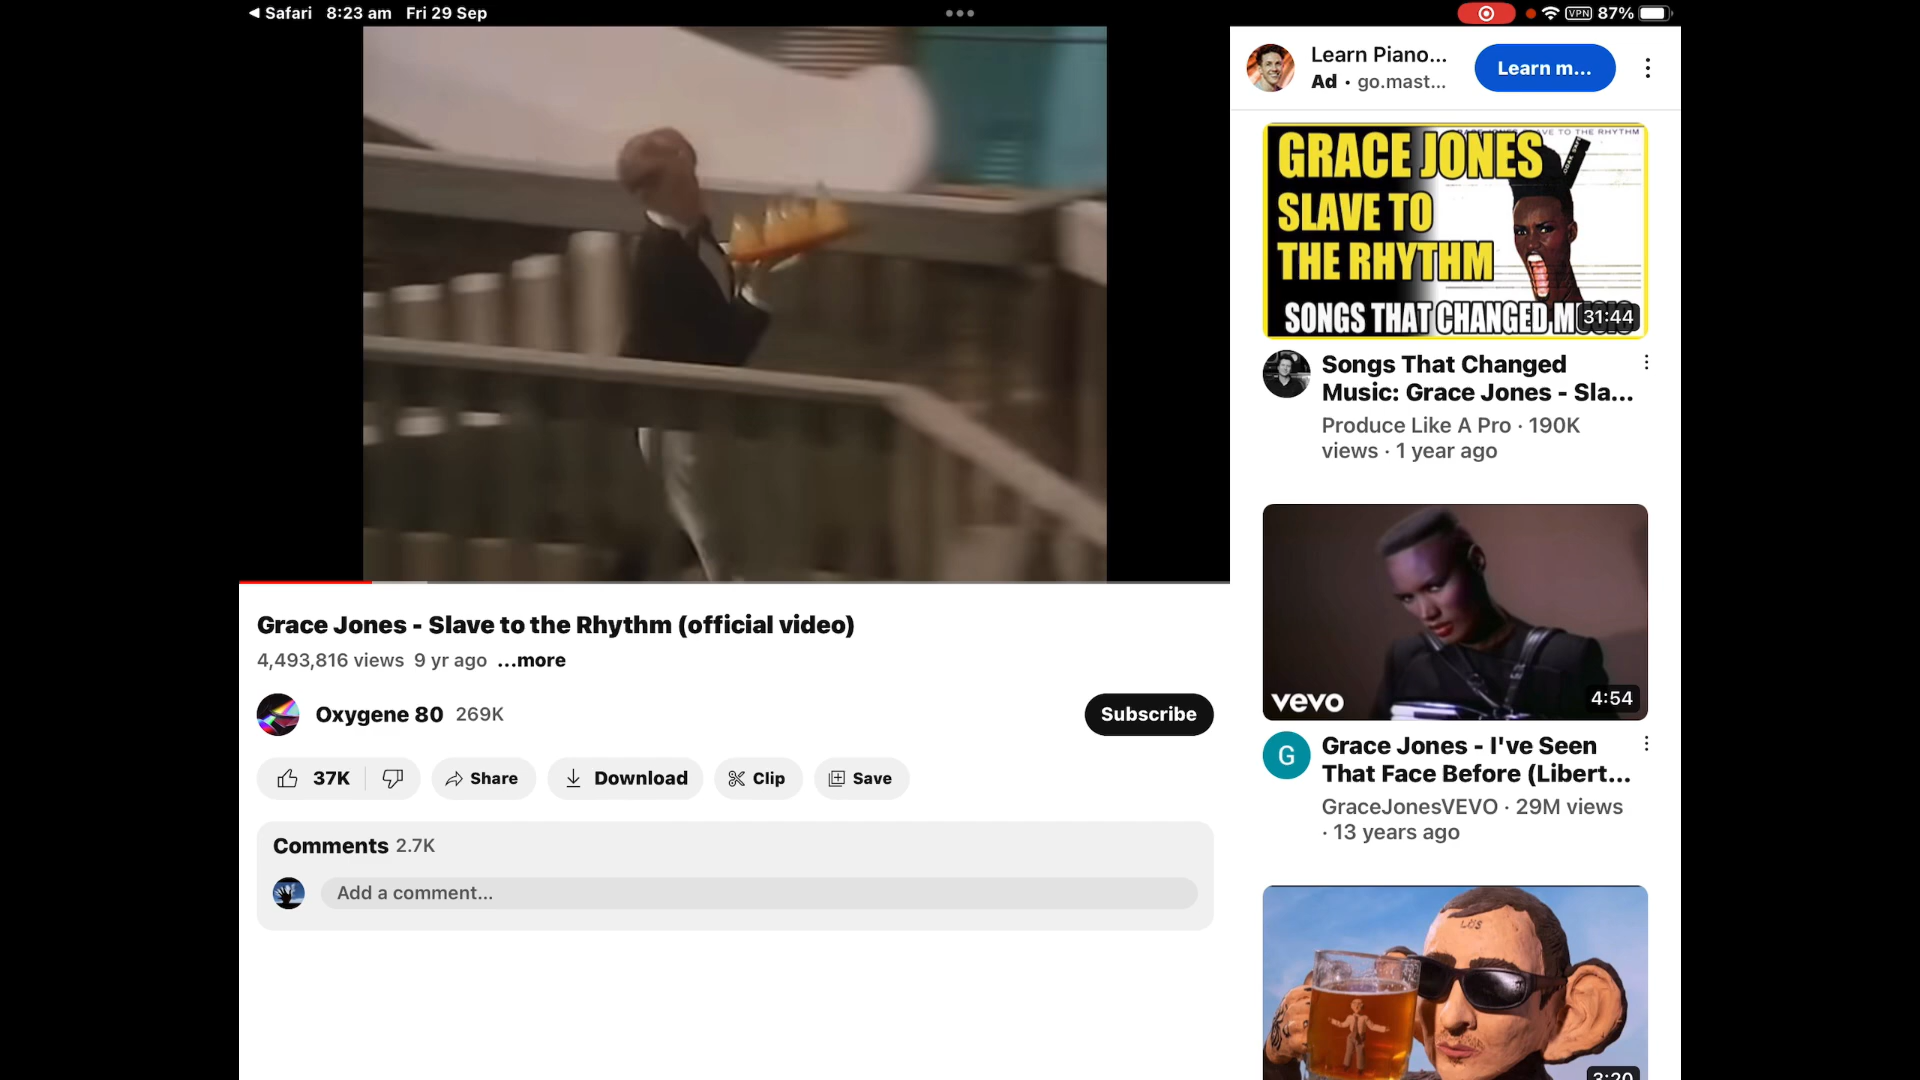 Safari 8:23 am Fri 29 Sep
VPN 87%
Learn Piano...
Ad · go.mast...
Learn m...
GRACE JONES
SLAVE TO
THE RHYTHM
SONGS THAT CHANGED M
31:44
Songs That Changed
Music: Grace Jones - Sla...
Produce Like A Pro · 190K
views · 1 year ago
vevo
4:54
G
Grace Jones - I've Seen
That Face Before (Libert...
GraceJonesVEVO · 29M views
· 13 years ago
3:20
Grace Jones - Slave to the Rhythm (official video)
4,493,816 views 9 yr ago ...more
Oxygene 80 269K
Subscribe
37K
Share
Download
Clip
Save
Comments 2.7K
Add a comment...